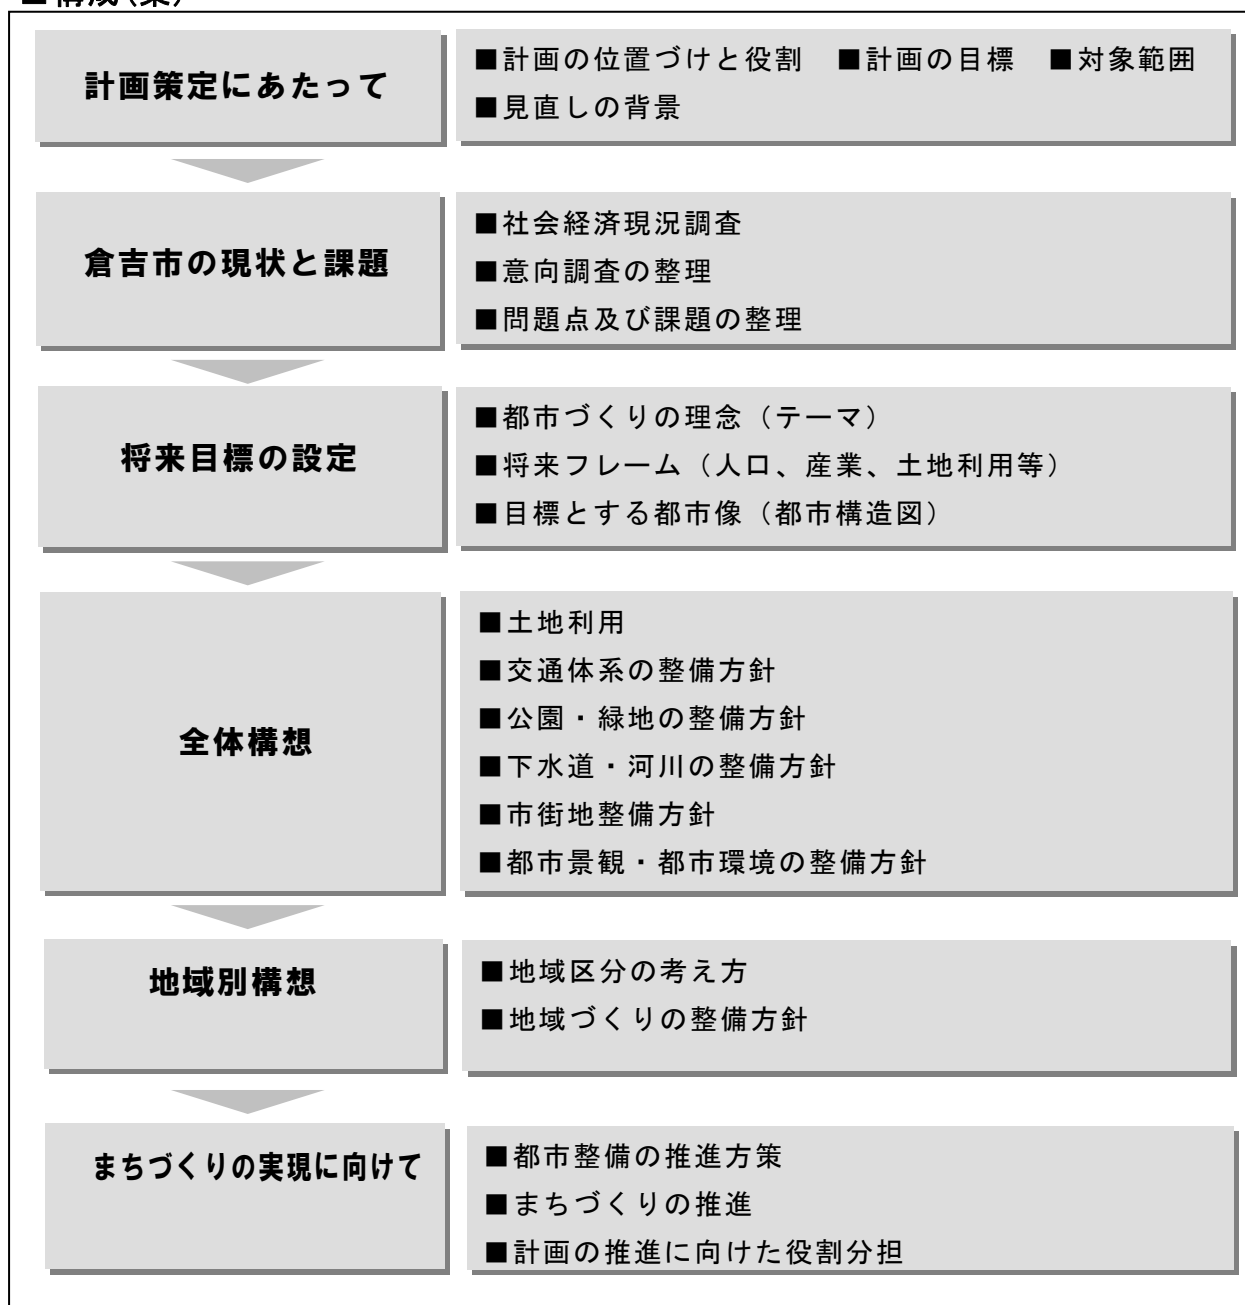 ■構成(案)
計画策定にあたって
■計画の位置づけと役割 ■計画の目標 ■対象範囲
■見直しの背景
倉吉市の現状と課題
■社会経済現況調査
■意向調査の整理
■問題点及び課題の整理
将来目標の設定
■都市づくりの理念（テーマ）
■将来フレーム（人口、産業、土地利用等）
■目標とする都市像（都市構造図）
全体構想
■土地利用
■交通体系の整備方針
■公園・緑地の整備方針
■下水道・河川の整備方針
■市街地整備方針
■都市景観・都市環境の整備方針
地域別構想
■地域区分の考え方
■地域づくりの整備方針
まちづくりの実現に向けて
■都市整備の推進方策
■まちづくりの推進
■計画の推進に向けた役割分担